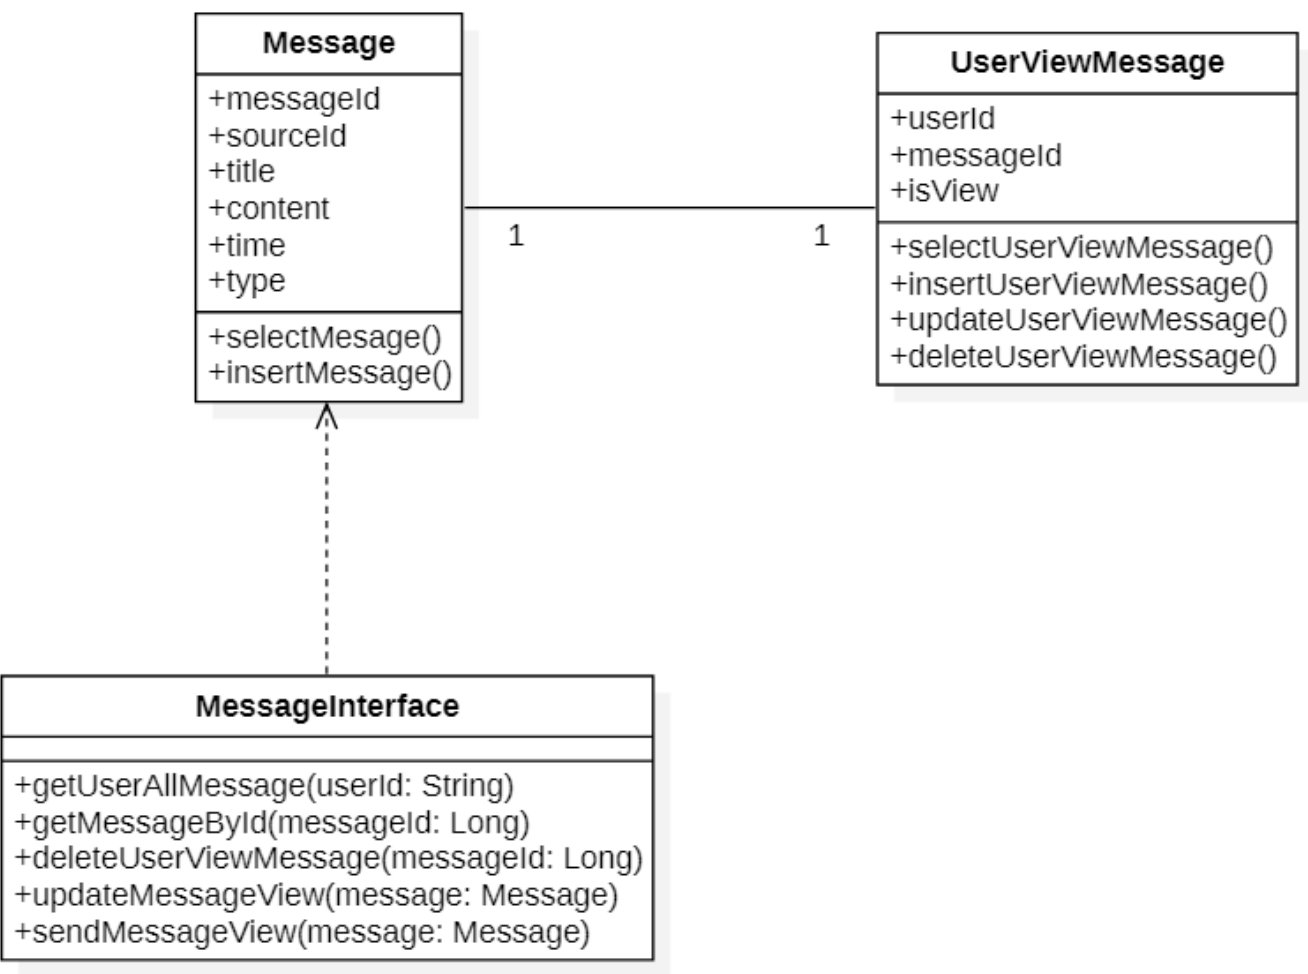 Message
+messageId
+sourceId
+title
+content
+time
+type
+selectMesage()
+insertMessage()
1
1
UserViewMessage
+userId
+messageId
+isView
+selectUserViewMessage()
+insertUserViewMessage()
+updateUserViewMessage()
+deleteUserViewMessage()
MessageInterface
+getUserAllMessage(userId: String)
+getMessageById(messageId: Long)
+deleteUserViewMessage(messageId: Long)
+updateMessageView(message: Message)
+sendMessageView(message: Message)